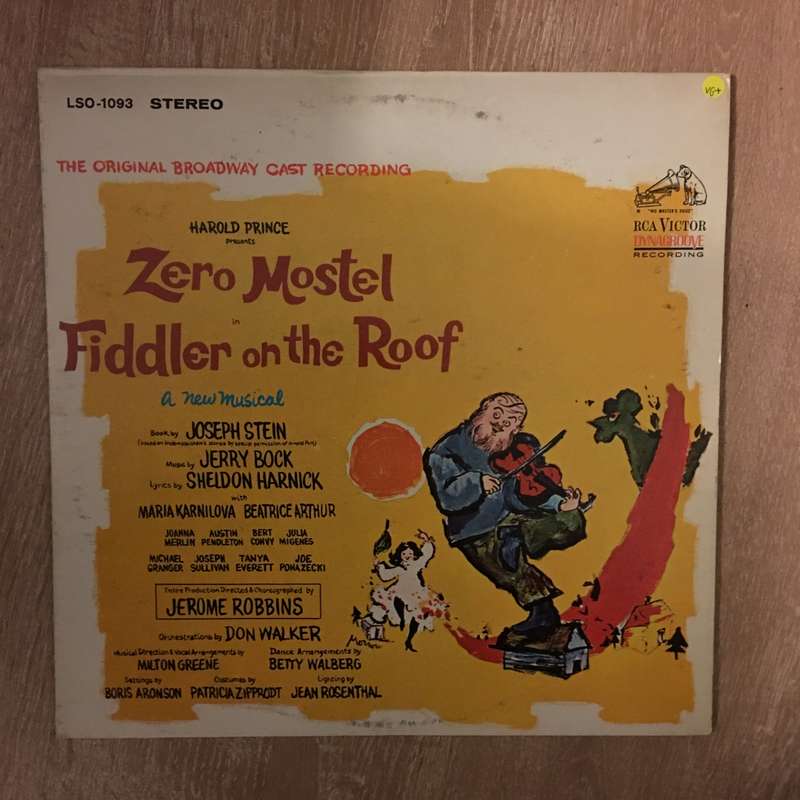 LSO-1093 STEREO
VG+
THE ORIGINAL BROADWAY CAST RECORDING
"HIS MASTER'S VOICE"
RCA VICTOR
DYNAGROOVE
RECORDING
HAROLD PRINCE
presents
Zero Mostel
in
Fiddler on the Roof
a new musical
Book by JOSEPH STEIN
Music by JERRY BOCK
Lyrics by SHELDON HARNICK
with
MARIA KARNILOVA BEATRICE ARTHUR
JOANNA AUSTIN BERT JULIA
MERLIN PENDLETON CONVY MIGENES
MICHAEL JOSEPH TANYA JOE
GRANGER SULLIVAN EVERETT PONAZECKI
Entire Production Directed & Choreographed by
JEROME ROBBINS
Orchestrations by DON WALKER
Musical Direction & Vocal Arrangements by Dance Arrangements by
MILTON GREENE BETTY WALBERG
Settings by Costumes by Lighting by
BORIS ARONSON PATRICIA ZIPPRODT JEAN ROSENTHAL